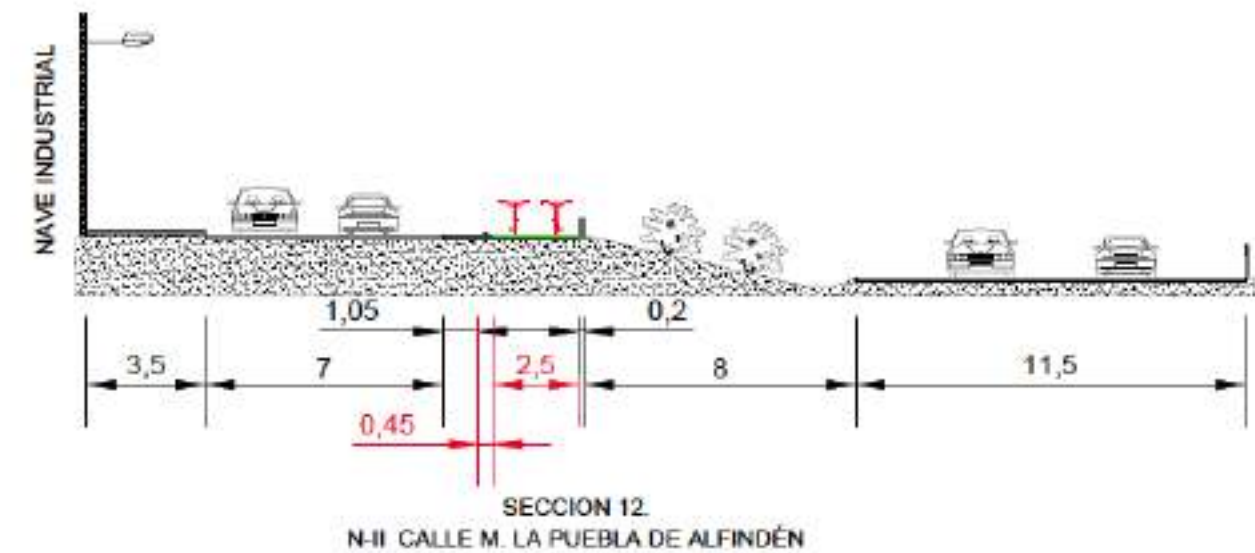 NAVE INDUSTRIAL
1,05
0,2
3,5
7
2,5
8
11,5
0,45
SECCION 12.
N-II CALLE M. LA PUEBLA DE ALFINDÉN